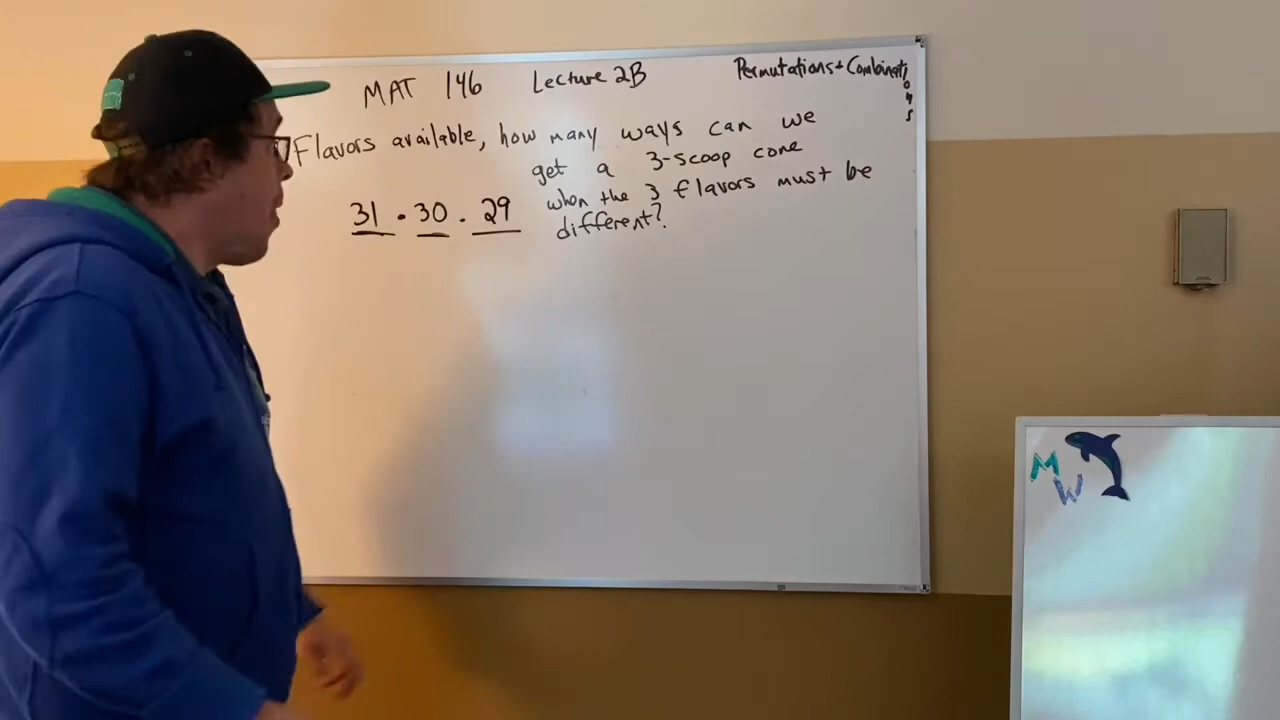 MAT 146 Lecture 2B Permutations + Combinations
Flavors available, how many ways can we
get a 3-scoop cone
when the 3 flavors must be
different?
31 · 30 · 29
M
W